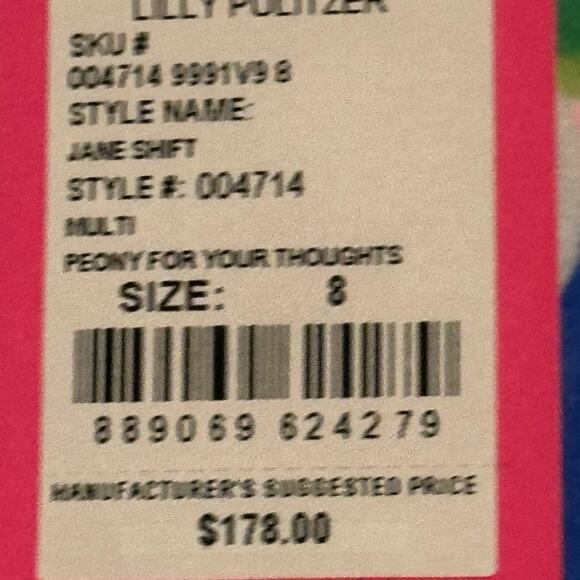 LILLY PULITZER
SKU #
004714 9991V9 8
STYLE NAME:
JANE SHIFT
STYLE #: 004714
MULTI
PEONY FOR YOUR THOUGHTS
SIZE: 8
889069 624279
MANUFACTURER'S SUGGESTED PRICE
$178.00